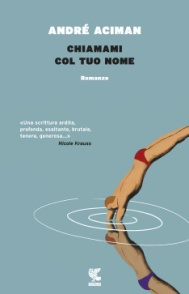 ANDRÉ ACIMAN
CHIAMAMI
COL TUO NOME
Romanzo
«Una scrittura ardita,
profonda, esaltante, brutale,
tenera, generosa...»
Nicole Krauss